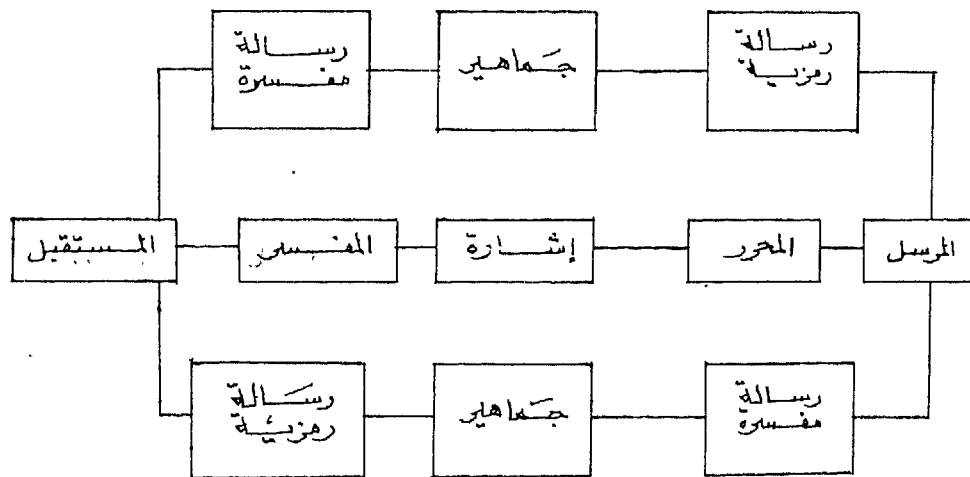 رسالة
رمزية
جماهير
رسالة
مفسرة
المرسل
المحرر
إشارة
المفسر
المستقبل
رسالة
مفسرة
جماهير
رسالة
رمزية